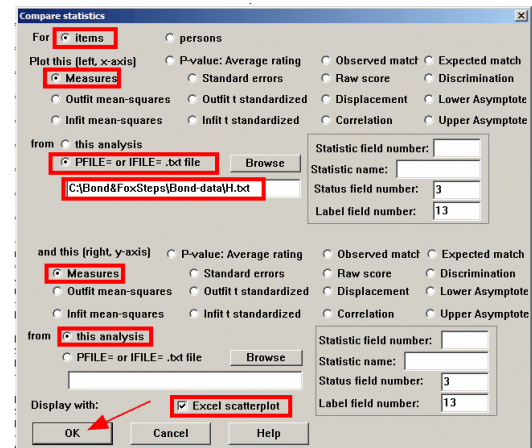 Compare statistics
For items persons
Plot this (left, x-axis) P-value: Average rating Observed match Expected match
Measures Standard errors Raw score Discrimination
Outfit mean-squares Outfit t standardized Displacement Lower Asymptote
Infit mean-squares Infit t standardized Correlation Upper Asymptote
from this analysis Statistic field number:
PFILE= or IFILE= .txt file Browse Statistic name:
C:\Bond&FoxSteps\Bond-data\H.txt Status field number: 3
Label field number: 13
and this (right, y-axis) P-value: Average rating Observed match Expected match
Measures Standard errors Raw score Discrimination
Outfit mean-squares Outfit t standardized Displacement Lower Asymptote
Infit mean-squares Infit t standardized Correlation Upper Asymptote
from this analysis Statistic field number:
PFILE= or IFILE= .txt file Browse Statistic name:
Status field number: 3
Display with: Excel scatterplot Label field number: 13
OK Cancel Help